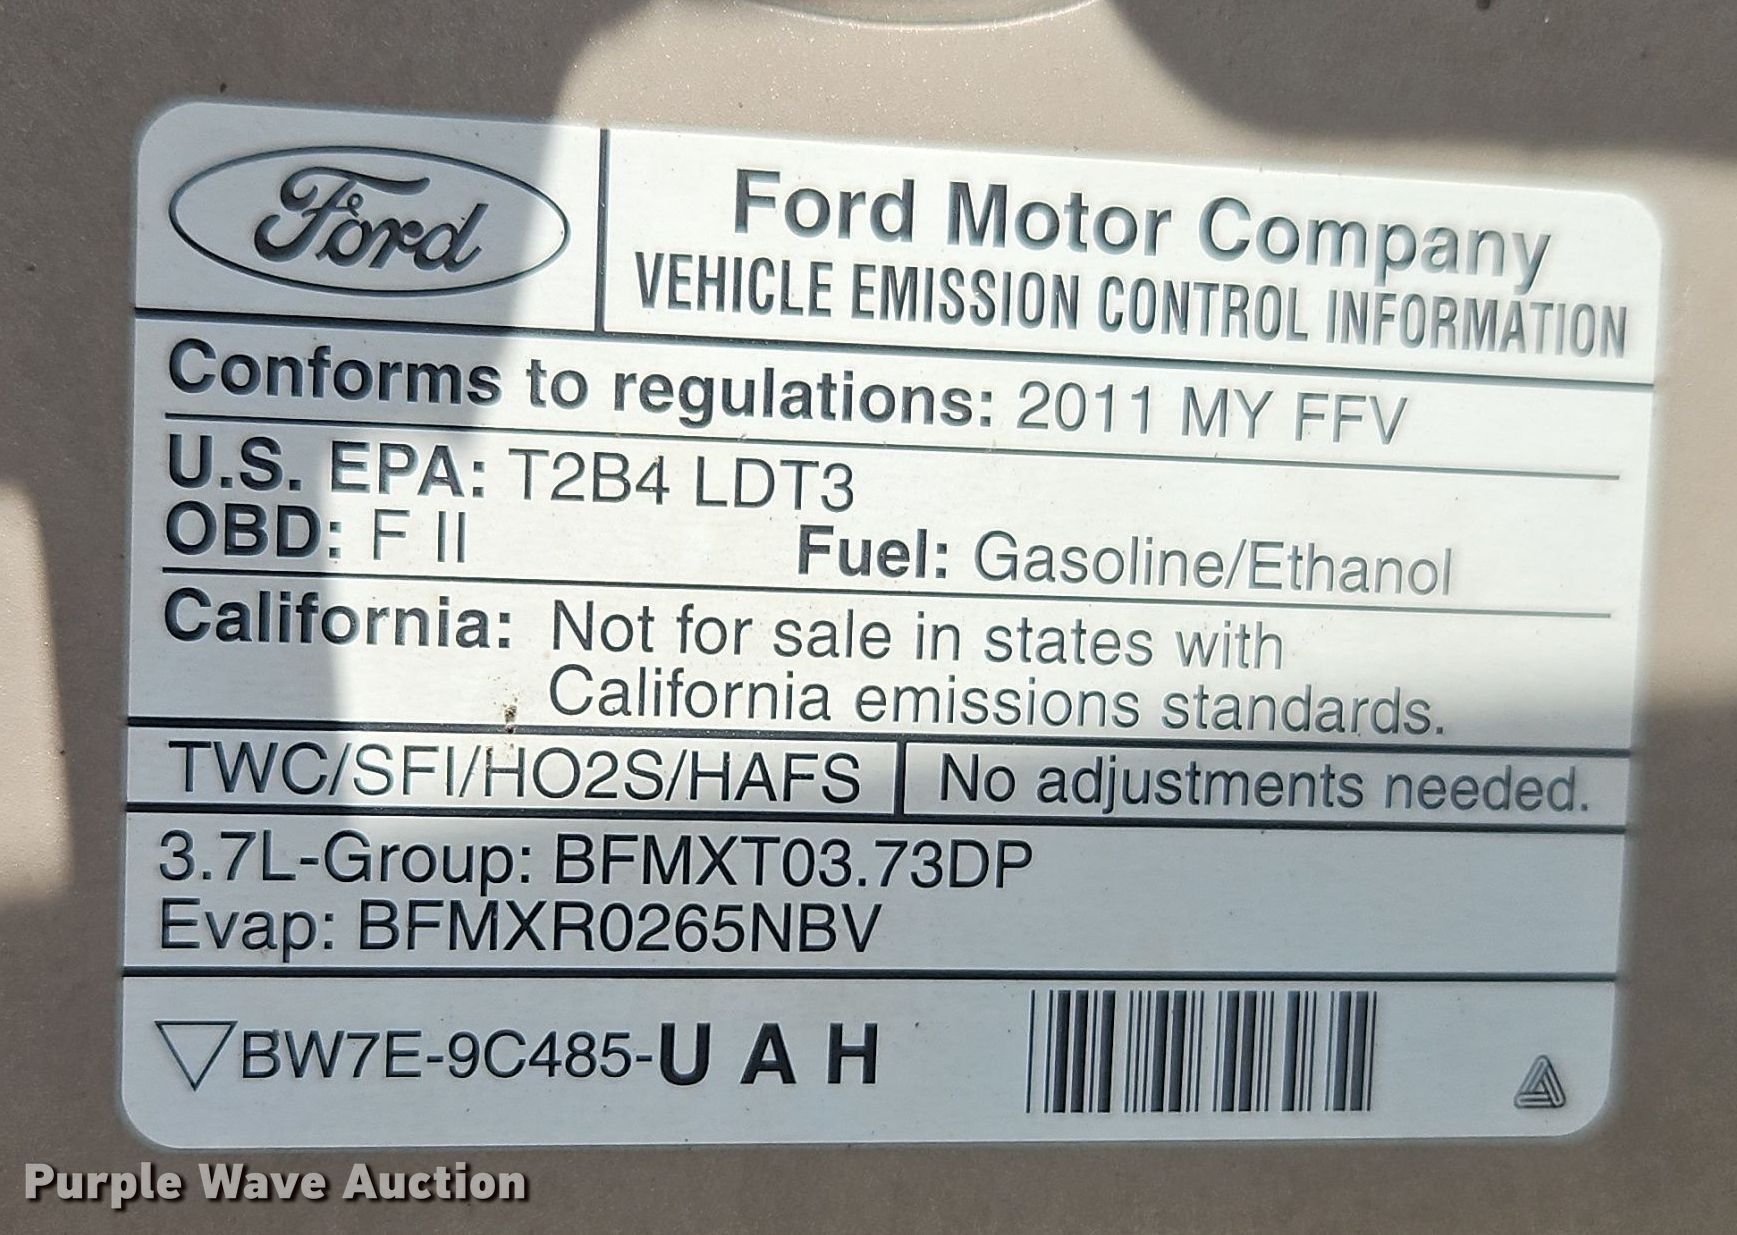 Ford
Ford Motor Company
VEHICLE EMISSION CONTROL INFORMATION
Conforms to regulations: 2011 MY FFV
U.S. EPA: T2B4 LDT3
OBD: F II Fuel: Gasoline/Ethanol
California: Not for sale in states with
California emissions standards.
TWC/SFI/HO2S/HAFS No adjustments needed.
3.7L-Group: BFMXT03.73DP
Evap: BFMXR0265NBV
BW7E-9C485-U A H
Purple Wave Auction